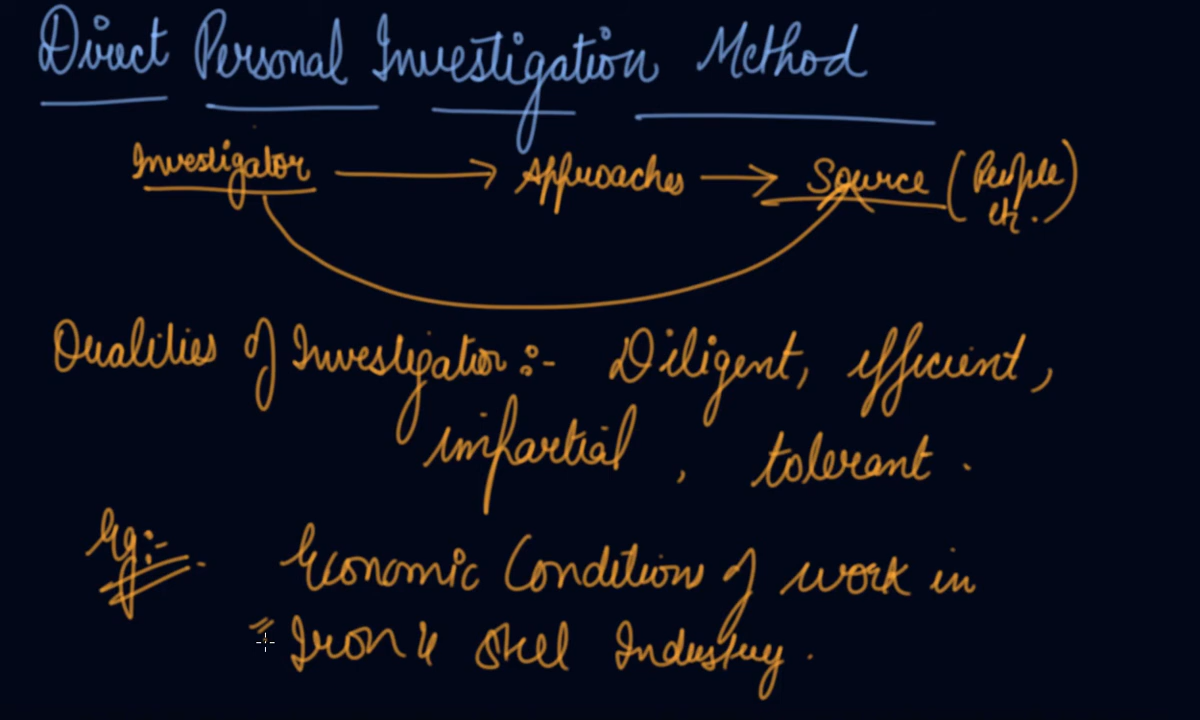 Direct Personal Investigation Method
Investigator → Approaches → Source (People etc.)
Qualities of Investigator :- Diligent, efficient,
impartial, tolerant.
Eg:- Economic Condition of work in
Iron & Steel Industry.